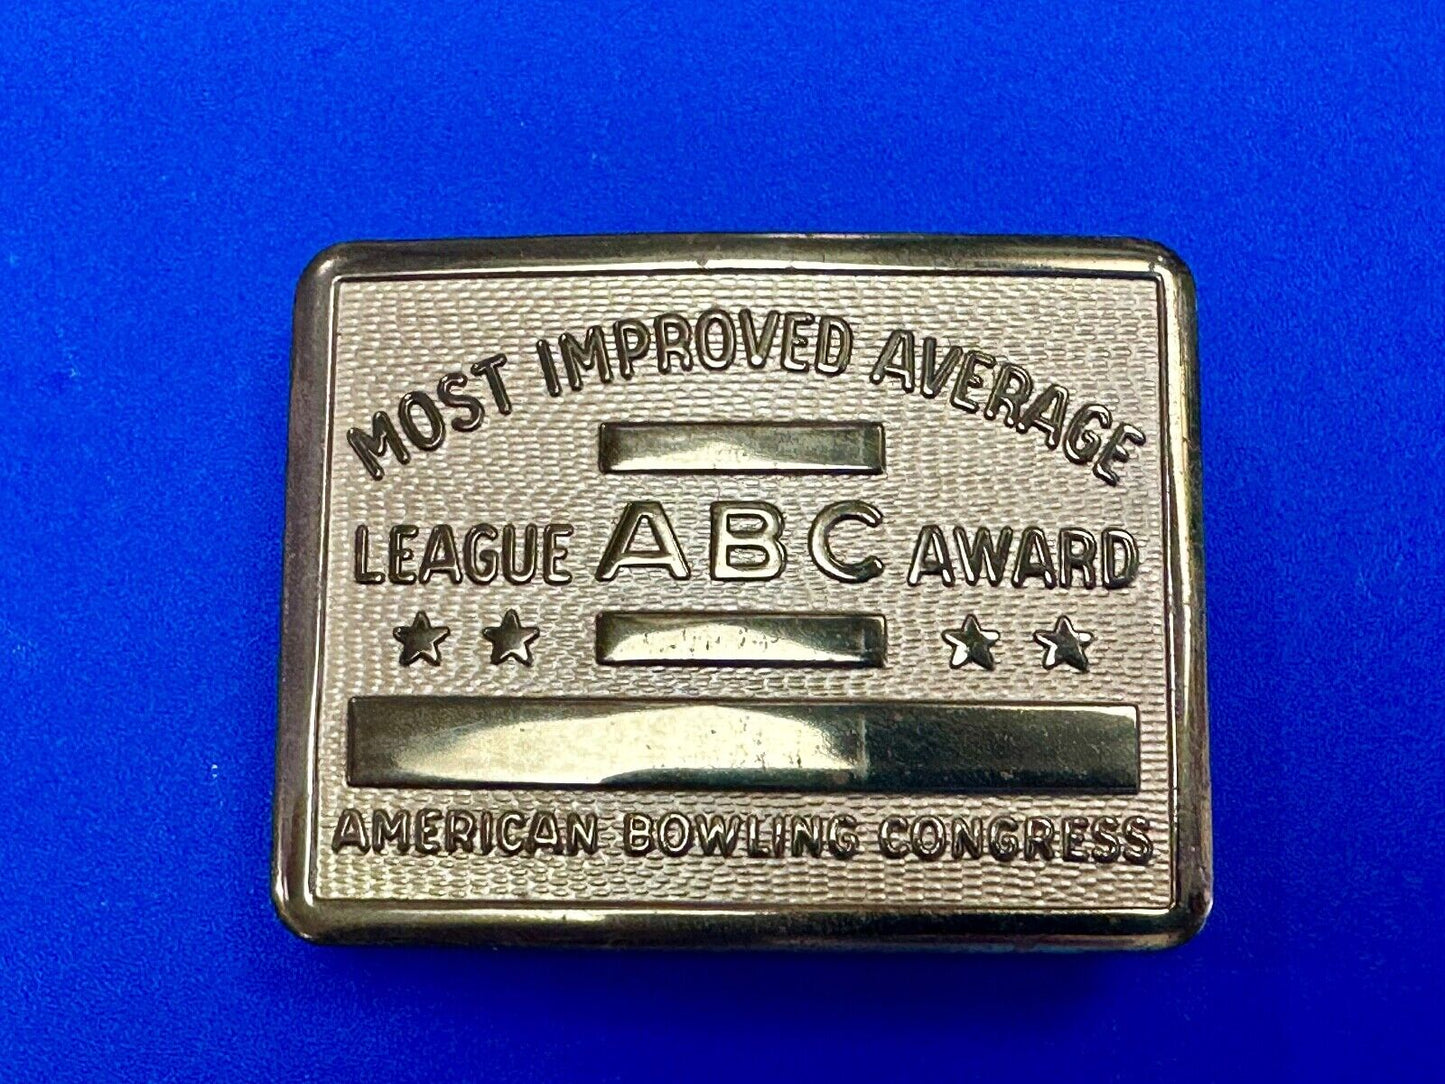 MOST IMPROVED AVERAGE
LEAGUE ABC AWARD
AMERICAN BOWLING CONGRESS